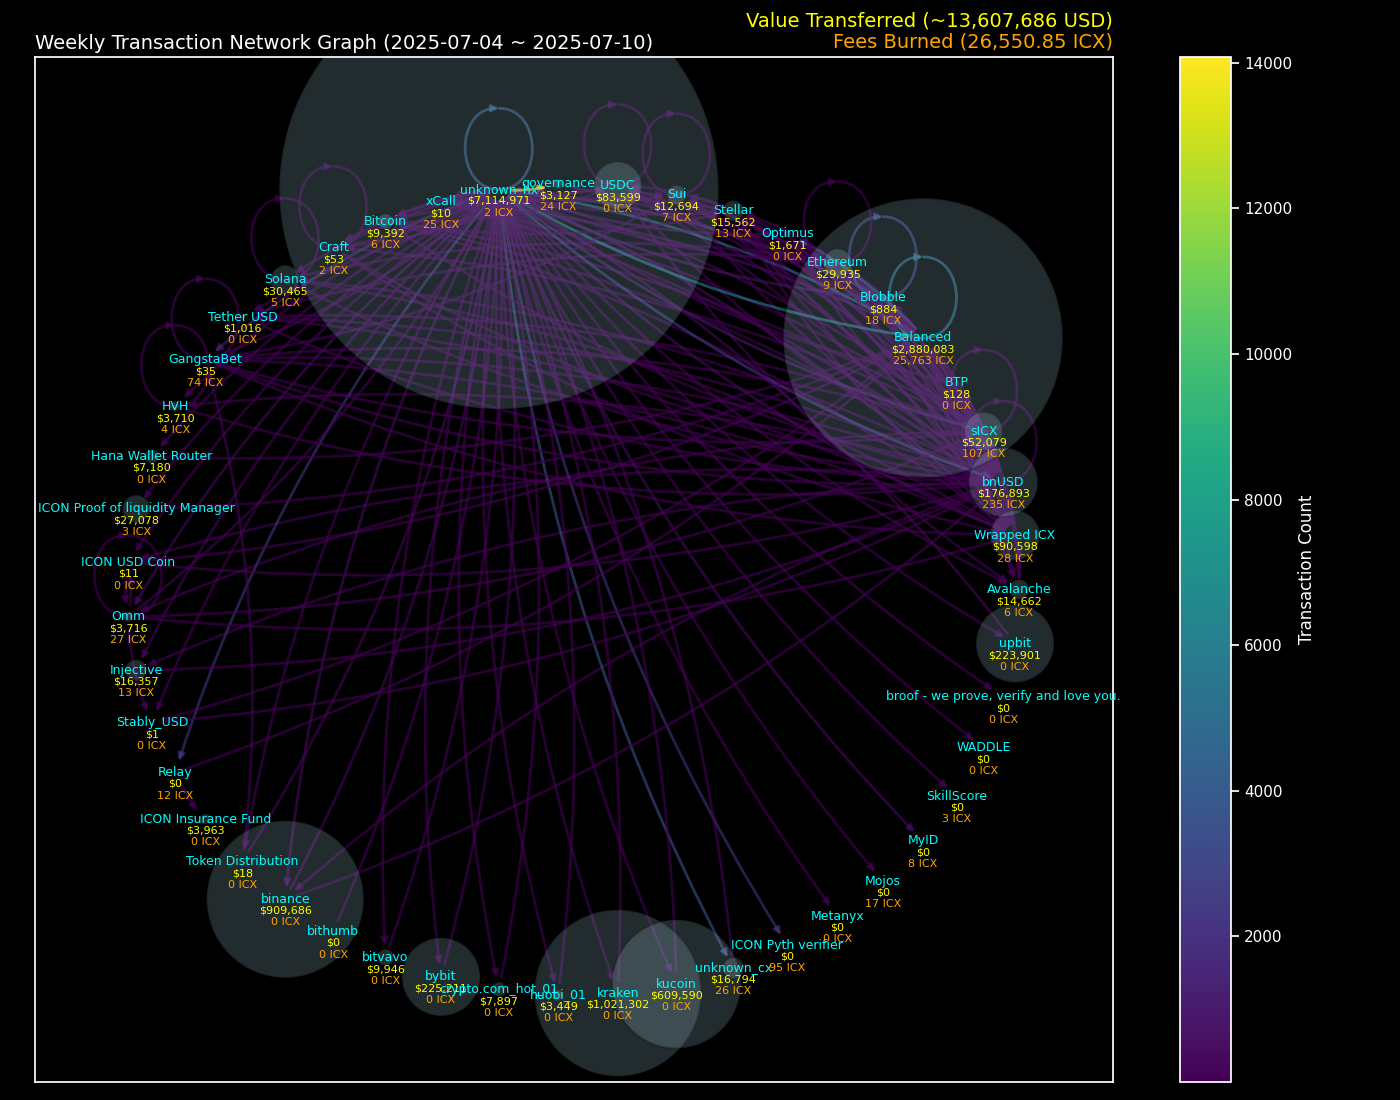 Value Transferred (~13,607,686 USD)
Weekly Transaction Network Graph (2025-07-04 ~ 2025-07-10)
Fees Burned (26,550.85 ICX)
unknown_hx
$7,114,971
2 ICX
governance
$3,127
24 ICX
USDC
$83,599
0 ICX
Sui
$12,694
7 ICX
Stellar
$15,562
13 ICX
Optimus
$1,671
0 ICX
Ethereum
$29,935
9 ICX
Blobble
$884
18 ICX
Balanced
$2,880,083
25,763 ICX
BTP
$128
0 ICX
sICX
$52,079
107 ICX
bnUSD
$176,893
235 ICX
Wrapped ICX
$90,598
28 ICX
Avalanche
$14,662
6 ICX
upbit
$223,901
0 ICX
broof - we prove, verify and love you.
$0
0 ICX
WADDLE
$0
0 ICX
SkillScore
$0
3 ICX
MyID
$0
8 ICX
Mojos
$0
17 ICX
Metanyx
$0
0 ICX
ICON Pyth verifier
$0
95 ICX
unknown_cx
$16,794
26 ICX
kucoin
$609,590
0 ICX
kraken
$1,021,302
0 ICX
huobi_01
$3,449
0 ICX
crypto.com_hot_01
$7,897
0 ICX
bybit
$225,211
0 ICX
bitvavo
$9,946
0 ICX
bithumb
$0
0 ICX
binance
$909,686
0 ICX
Token Distribution
$18
0 ICX
ICON Insurance Fund
$3,963
0 ICX
Relay
$0
12 ICX
Stably_USD
$1
0 ICX
Injective
$16,357
13 ICX
Omm
$3,716
27 ICX
ICON USD Coin
$11
0 ICX
ICON Proof of liquidity Manager
$27,078
3 ICX
Hana Wallet Router
$7,180
0 ICX
HVH
$3,710
4 ICX
GangstaBet
$35
74 ICX
Tether USD
$1,016
0 ICX
Solana
$30,465
5 ICX
Craft
$53
2 ICX
Bitcoin
$9,392
6 ICX
xCall
$10
25 ICX
14000
12000
10000
8000
6000
4000
2000
Transaction Count